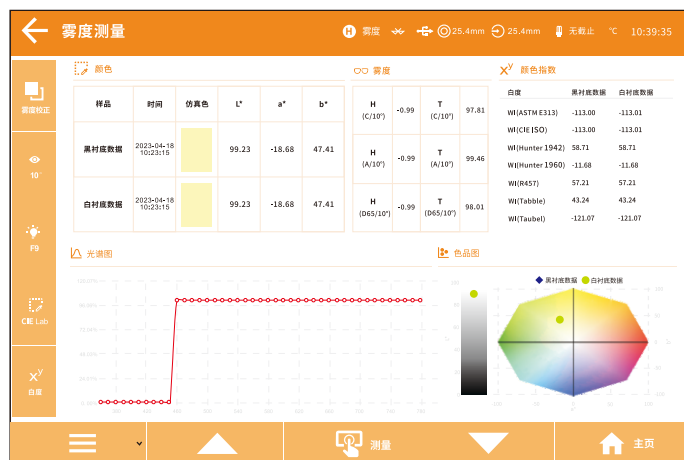 雾度测量
H 雾度 25.4mm 25.4mm 无截止 ℃ 10:39:35
雾度校正
10°
F9
CIE Lab
X^Y
白度
颜色
样品 时间 仿真色 L* a* b*
黑衬底数据 2023-04-18 10:23:15 99.23 -18.68 47.41
白衬底数据 2023-04-18 10:23:15 99.23 -18.68 47.41
雾度
H (C/10°) -0.99 T (C/10°) 97.81
H (A/10°) -0.99 T (A/10°) 99.46
H (D65/10°) -0.99 T (D65/10°) 98.01
X^Y 颜色指数
白度 黑衬底数据 白衬底数据
WI(ASTM E313) -113.00 -113.01
WI(CIE ISO) -113.00 -113.01
WI(Hunter 1942) 58.71 58.71
WI(Hunter 1960) -11.68 -11.68
WI(R457) 57.21 57.21
WI(Tabble) 43.24 43.24
WI(Taubel) -121.07 -121.07
光谱图
色品图
黑衬底数据 白衬底数据
测量
主页